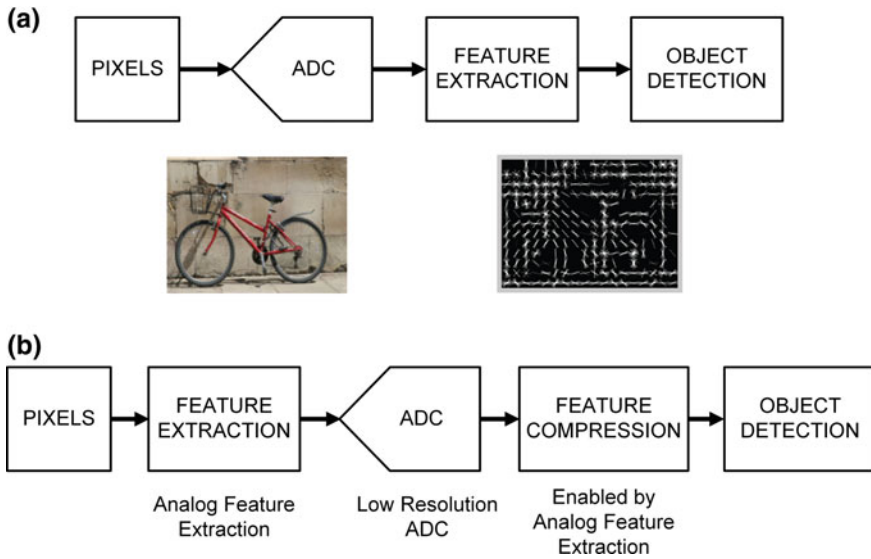 (a)
PIXELS
ADC
FEATURE
EXTRACTION
OBJECT
DETECTION
(b)
PIXELS
FEATURE
EXTRACTION
ADC
FEATURE
COMPRESSION
OBJECT
DETECTION
Analog Feature
Extraction
Low Resolution
ADC
Enabled by
Analog Feature
Extraction